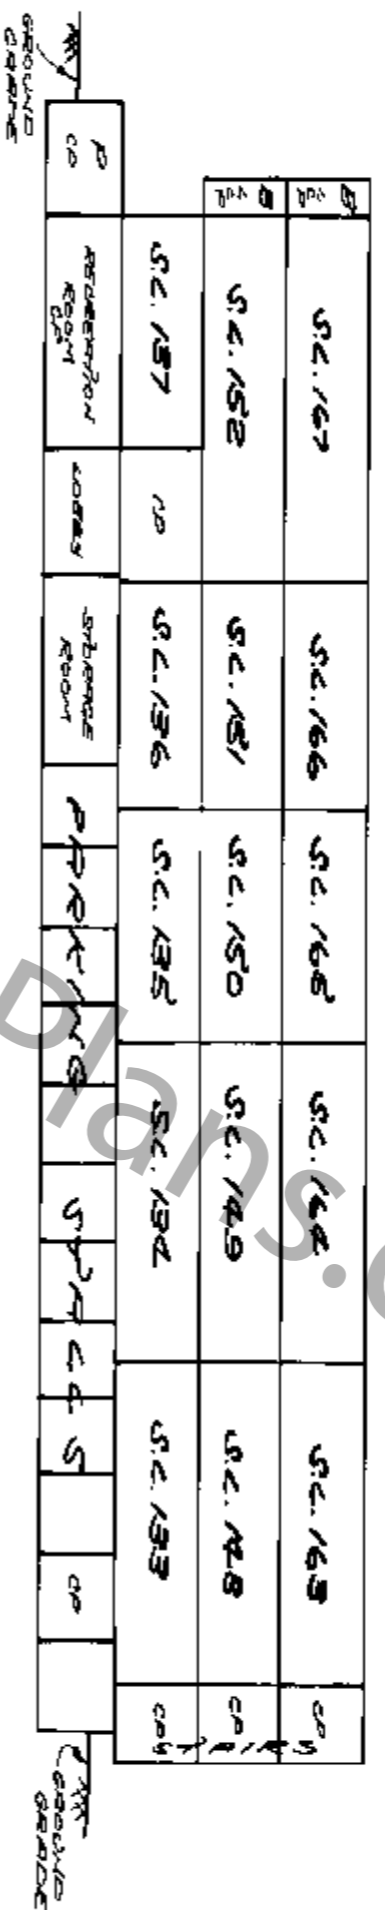 S.C. 167
S.C. 166
S.C. 165
S.C. 164
S.C. 163
CP
S.C. 152
S.C. 151
S.C. 150
S.C. 149
S.C. 148
CP
S.C. 137
CP
S.C. 136
S.C. 135
S.C. 134
S.C. 133
CP
STAIRS
P
CP
RECREATION
ROOM
CP
LOBBY
STORAGE
ROOM
PARKING SPACES
CP
GROUND
GRADE
GROUND
GRADE
Plans.c